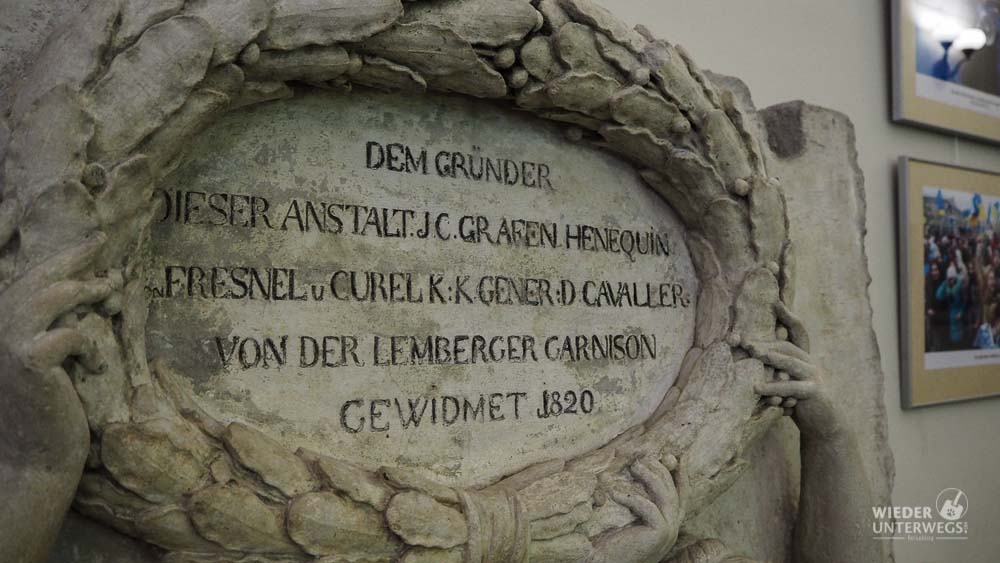 DEM GRÜNDER
DIESER ANSTALT: J.C. GRAFEN HENEQUIN
FRESNEL u CUREL K:K. GENER:D CAVALLER:
VON DER LEMBERGER GARNISON
GEWIDMET 1820
WIEDER
UNTERWEGS